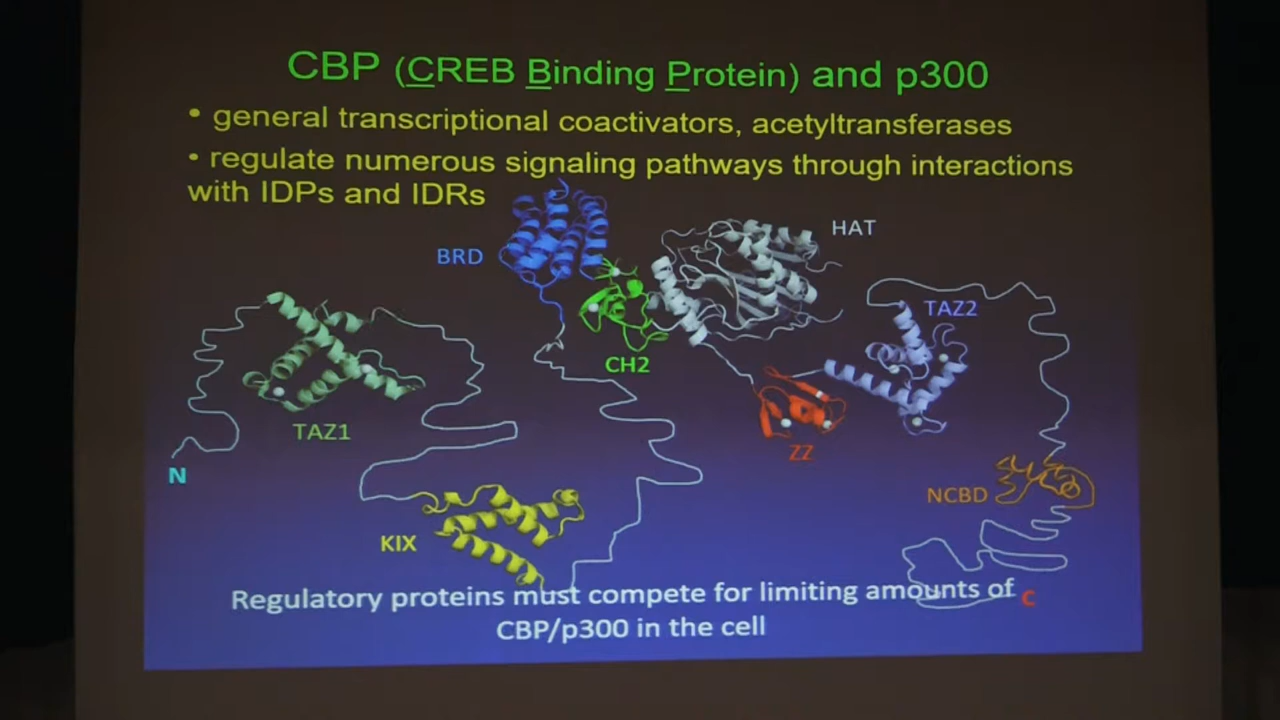 CBP (CREB Binding Protein) and p300
• general transcriptional coactivators, acetyltransferases
• regulate numerous signaling pathways through interactions
with IDPs and IDRs
BRD
HAT
TAZ2
CH2
TAZ1
ZZ
N
NCBD
KIX
Regulatory proteins must compete for limiting amounts of
C
CBP/p300 in the cell